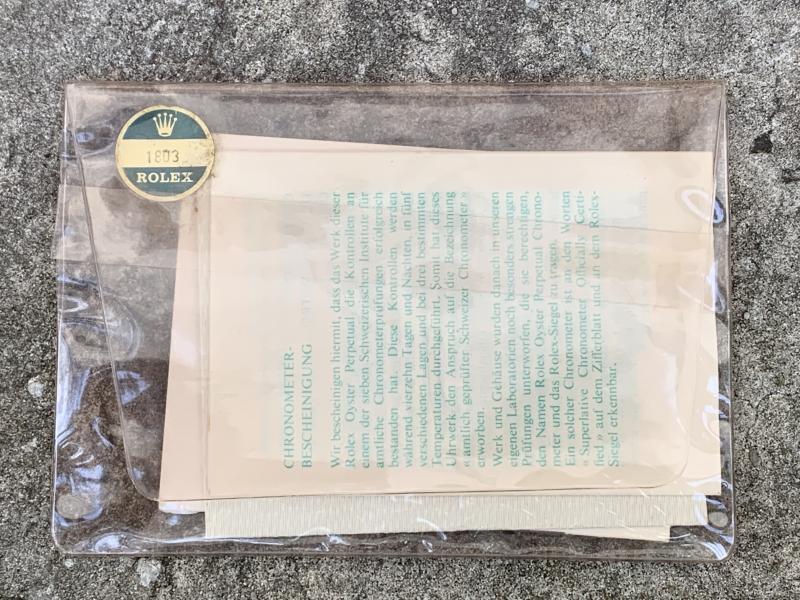 1803
ROLEX
CHRONOMETER-
BESCHEINIGUNG
Wir bescheinigen hiermit, dass das Werk dieser
Rolex Oyster Perpetual, die Kontrollen an
einem der sieben Schweizerischen Institute für
amtliche Chronometerprüfungen erfolgreich
bestanden hat. Diese Kontrollen werden
während vierzehn Tagen und Nächten, in fünf
verschiedenen Lagen und bei drei bestimmten
Temperaturen durchgeführt. Somit hat dieses
Uhrwerk den Anspruch auf die Bezeichnung
« amtlich geprüfter Schweizer Chronometer »
erworben.
Werk und Gehäuse wurden danach in unseren
eigenen Laboratorien noch besonders strengen
Prüfungen unterworfen, die sie berechtigen,
den Namen Rolex Oyster Perpetual Chrono-
meter und das Rolex-Siegel zu tragen.
Ein solcher Chronometer ist an den Worten
« Superlative Chronometer Officially Certi-
fied » auf dem Zifferblatt und an dem Rolex-
Siegel erkennbar.